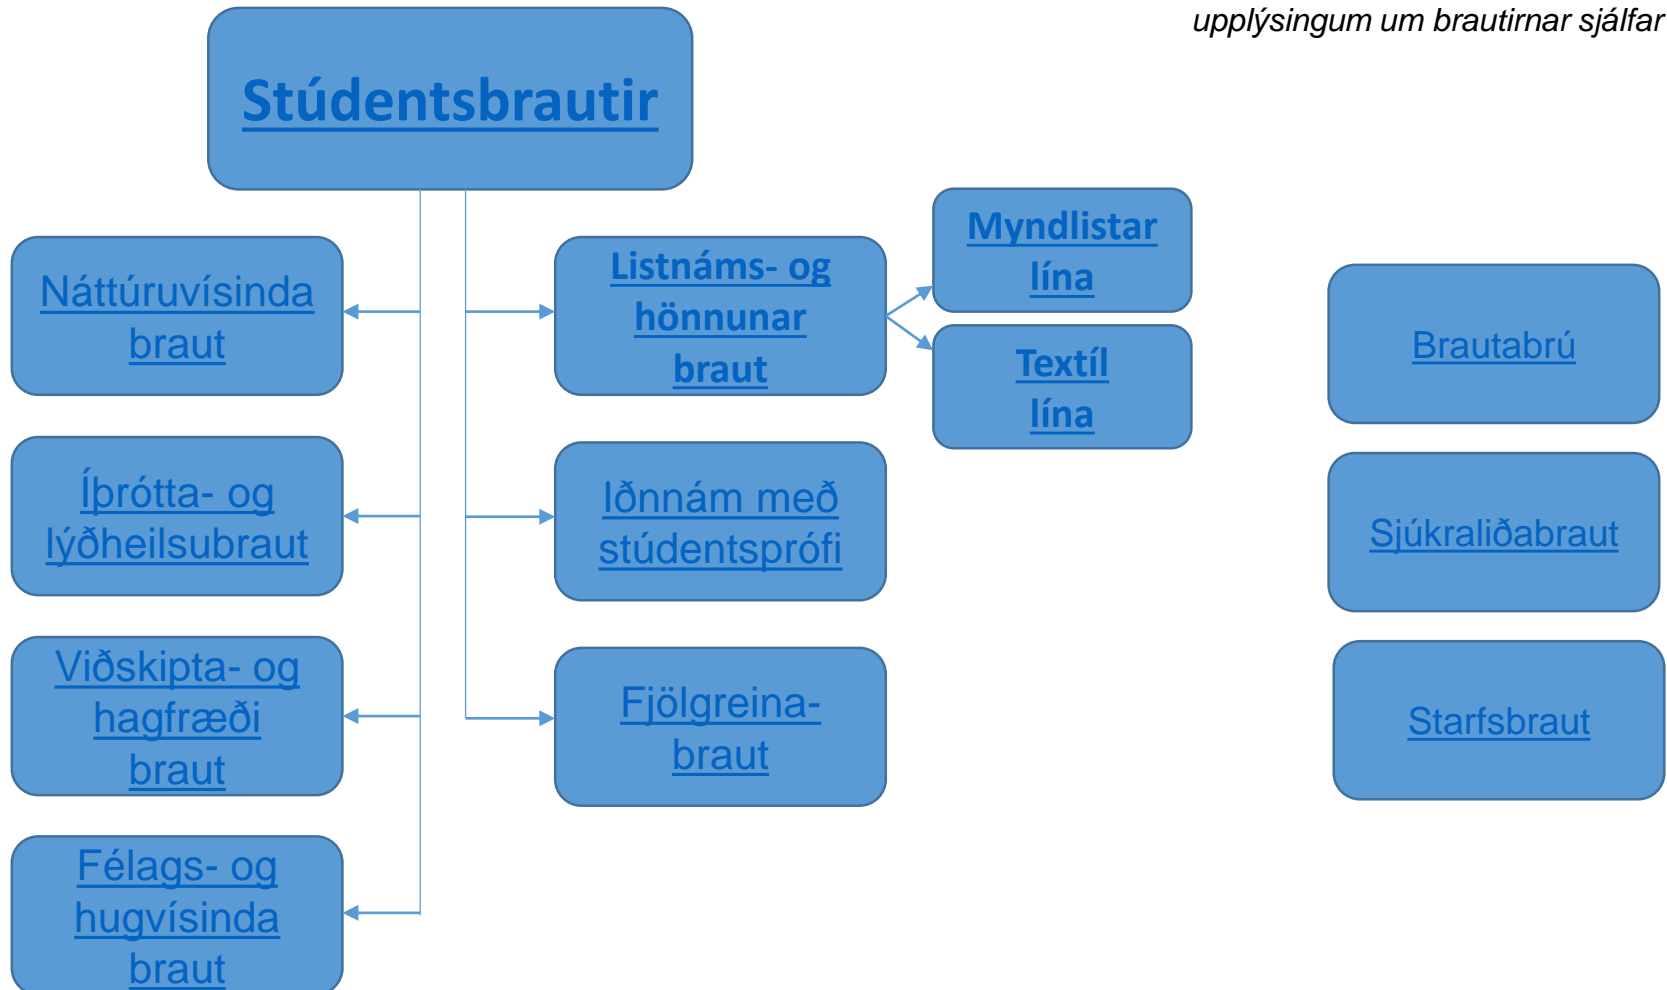 upplýsingum um brautirnar sjálfar
Stúdentsbrautir
Náttúruvísinda
braut
Íþrótta- og
lýðheilsubraut
Viðskipta- og
hagfræði
braut
Félags- og
hugvísinda
braut
Listnáms- og
hönnunar
braut
Iðnnám með
stúdentsprófi
Fjölgreina-
braut
Myndlistar
lína
Textíl
lína
Brautabrú
Sjúkraliðabraut
Starfsbraut